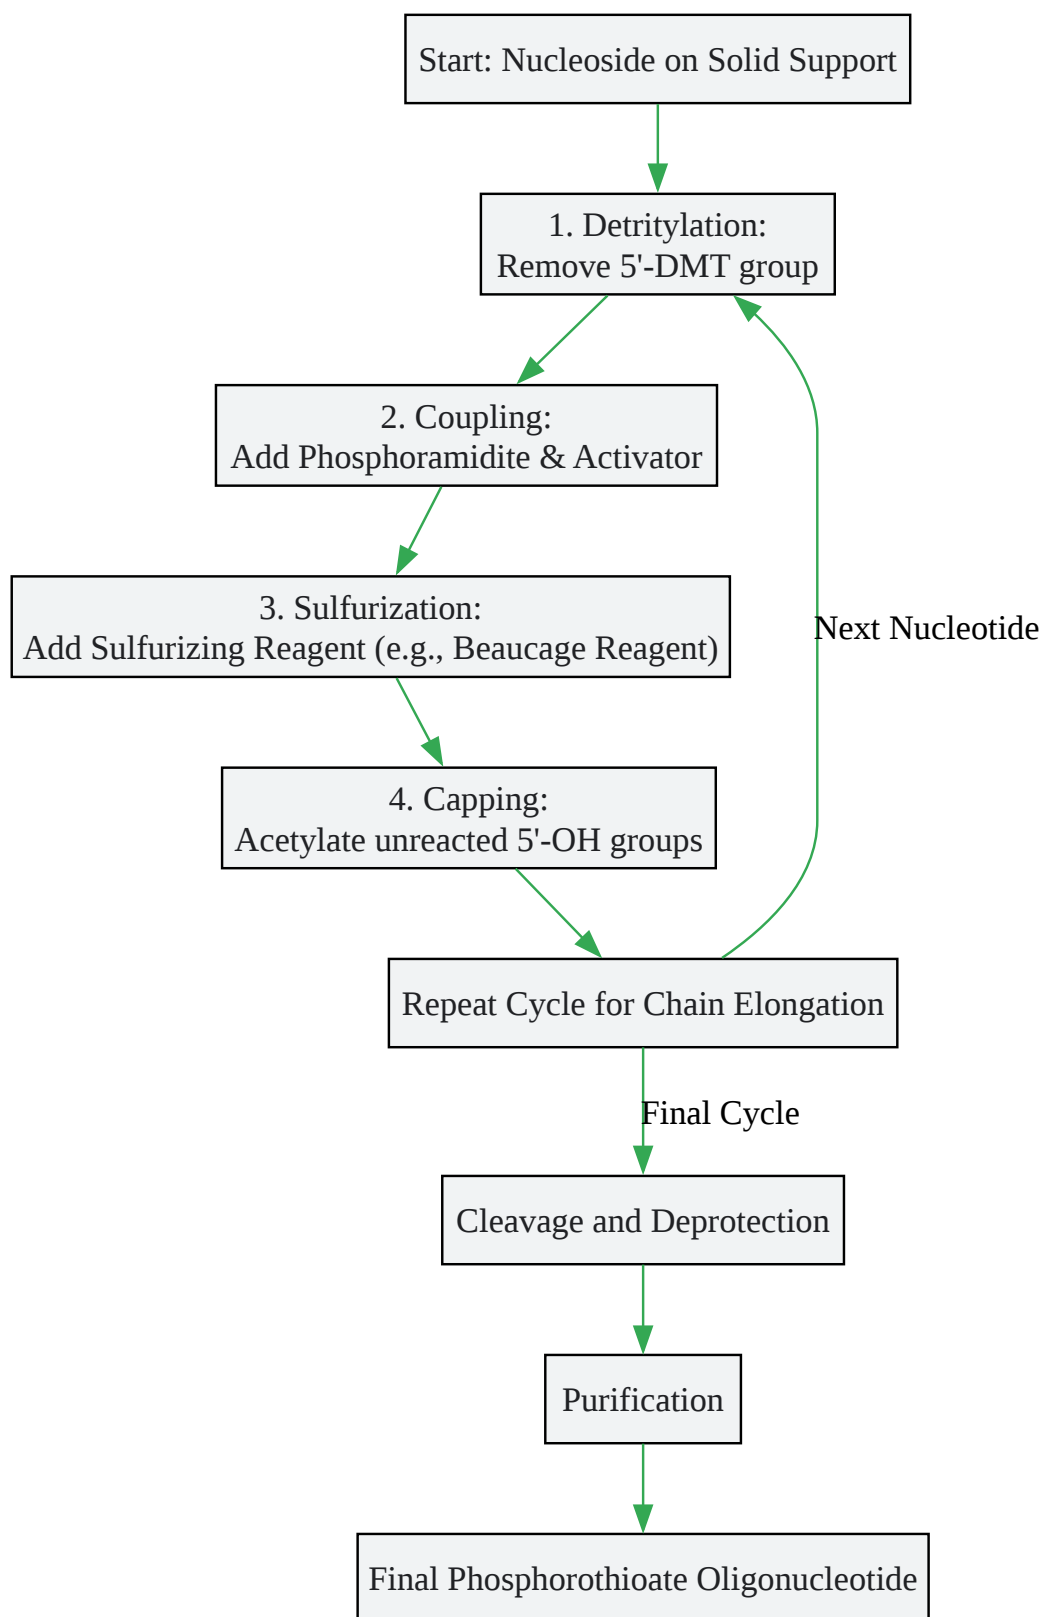 Start: Nucleoside on Solid Support
1. Detritylation:
Remove 5'-DMT group
2. Coupling:
Add Phosphoramidite & Activator
3. Sulfurization:
Add Sulfurizing Reagent (e.g., Beaucage Reagent)
Next Nucleotide
4. Capping:
Acetylate unreacted 5'-OH groups
Repeat Cycle for Chain Elongation
Final Cycle
Cleavage and Deprotection
Purification
Final Phosphorothioate Oligonucleotide